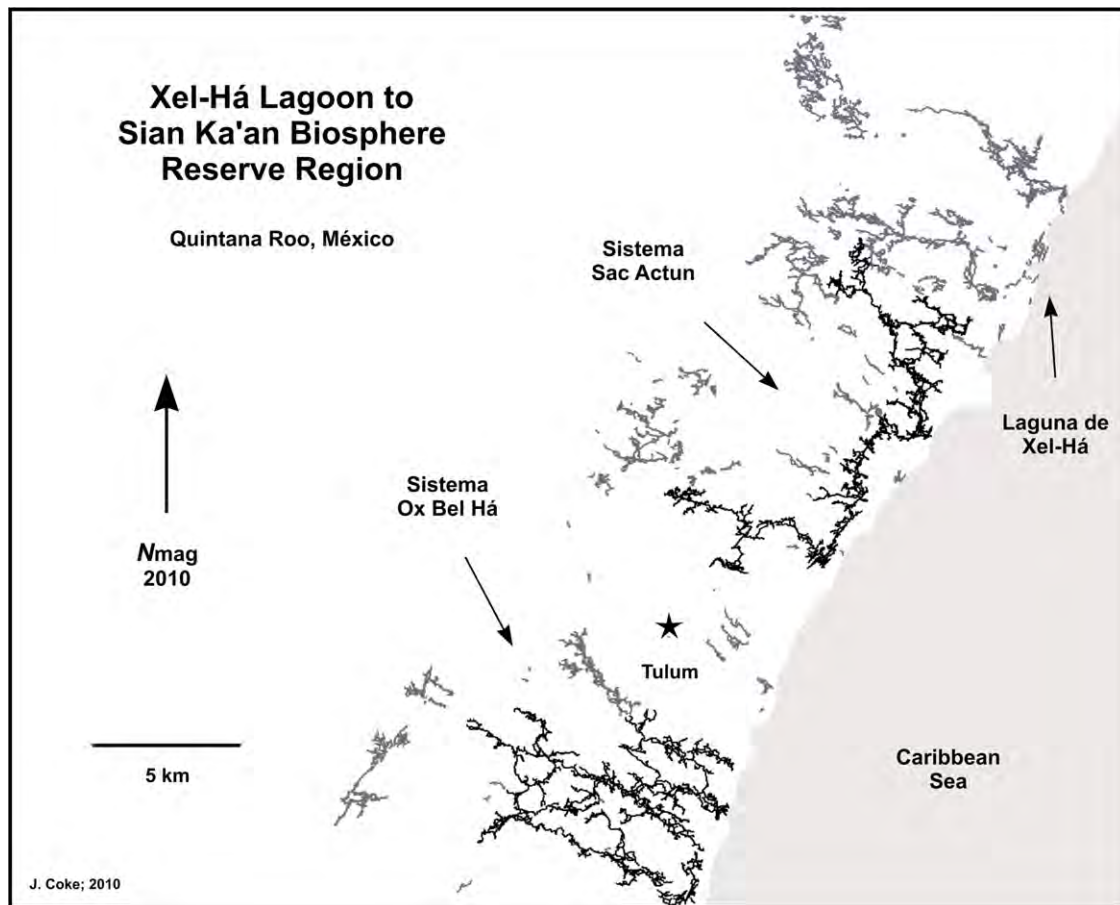 Xel-Há Lagoon to
Sian Ka'an Biosphere
Reserve Region
Quintana Roo, México
Sistema
Sac Actun
Laguna de
Xel-Há
Sistema
Ox Bel Há
Nmag
2010
Tulum
5 km
Caribbean
Sea
J. Coke; 2010